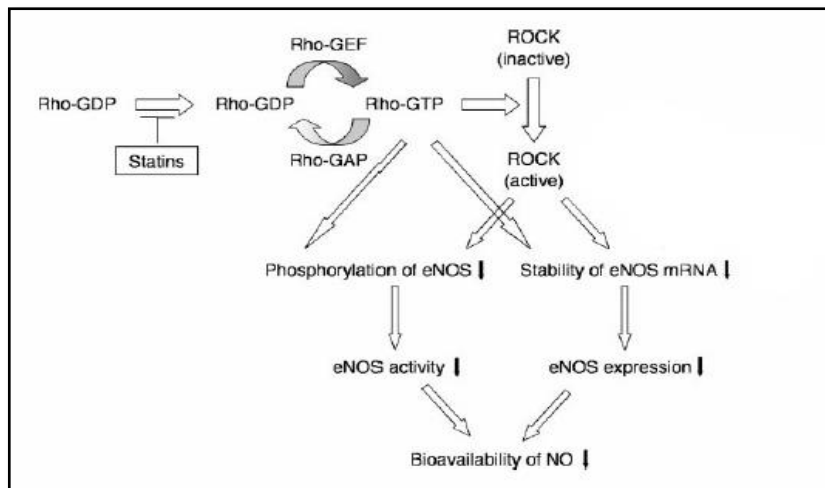 Rho-GEF
ROCK
(inactive)
Rho-GDP
Rho-GDP
Rho-GTP
Statins
Rho-GAP
ROCK
(active)
Phosphorylation of eNOS
Stability of eNOS mRNA
eNOS activity
eNOS expression
Bioavailability of NO